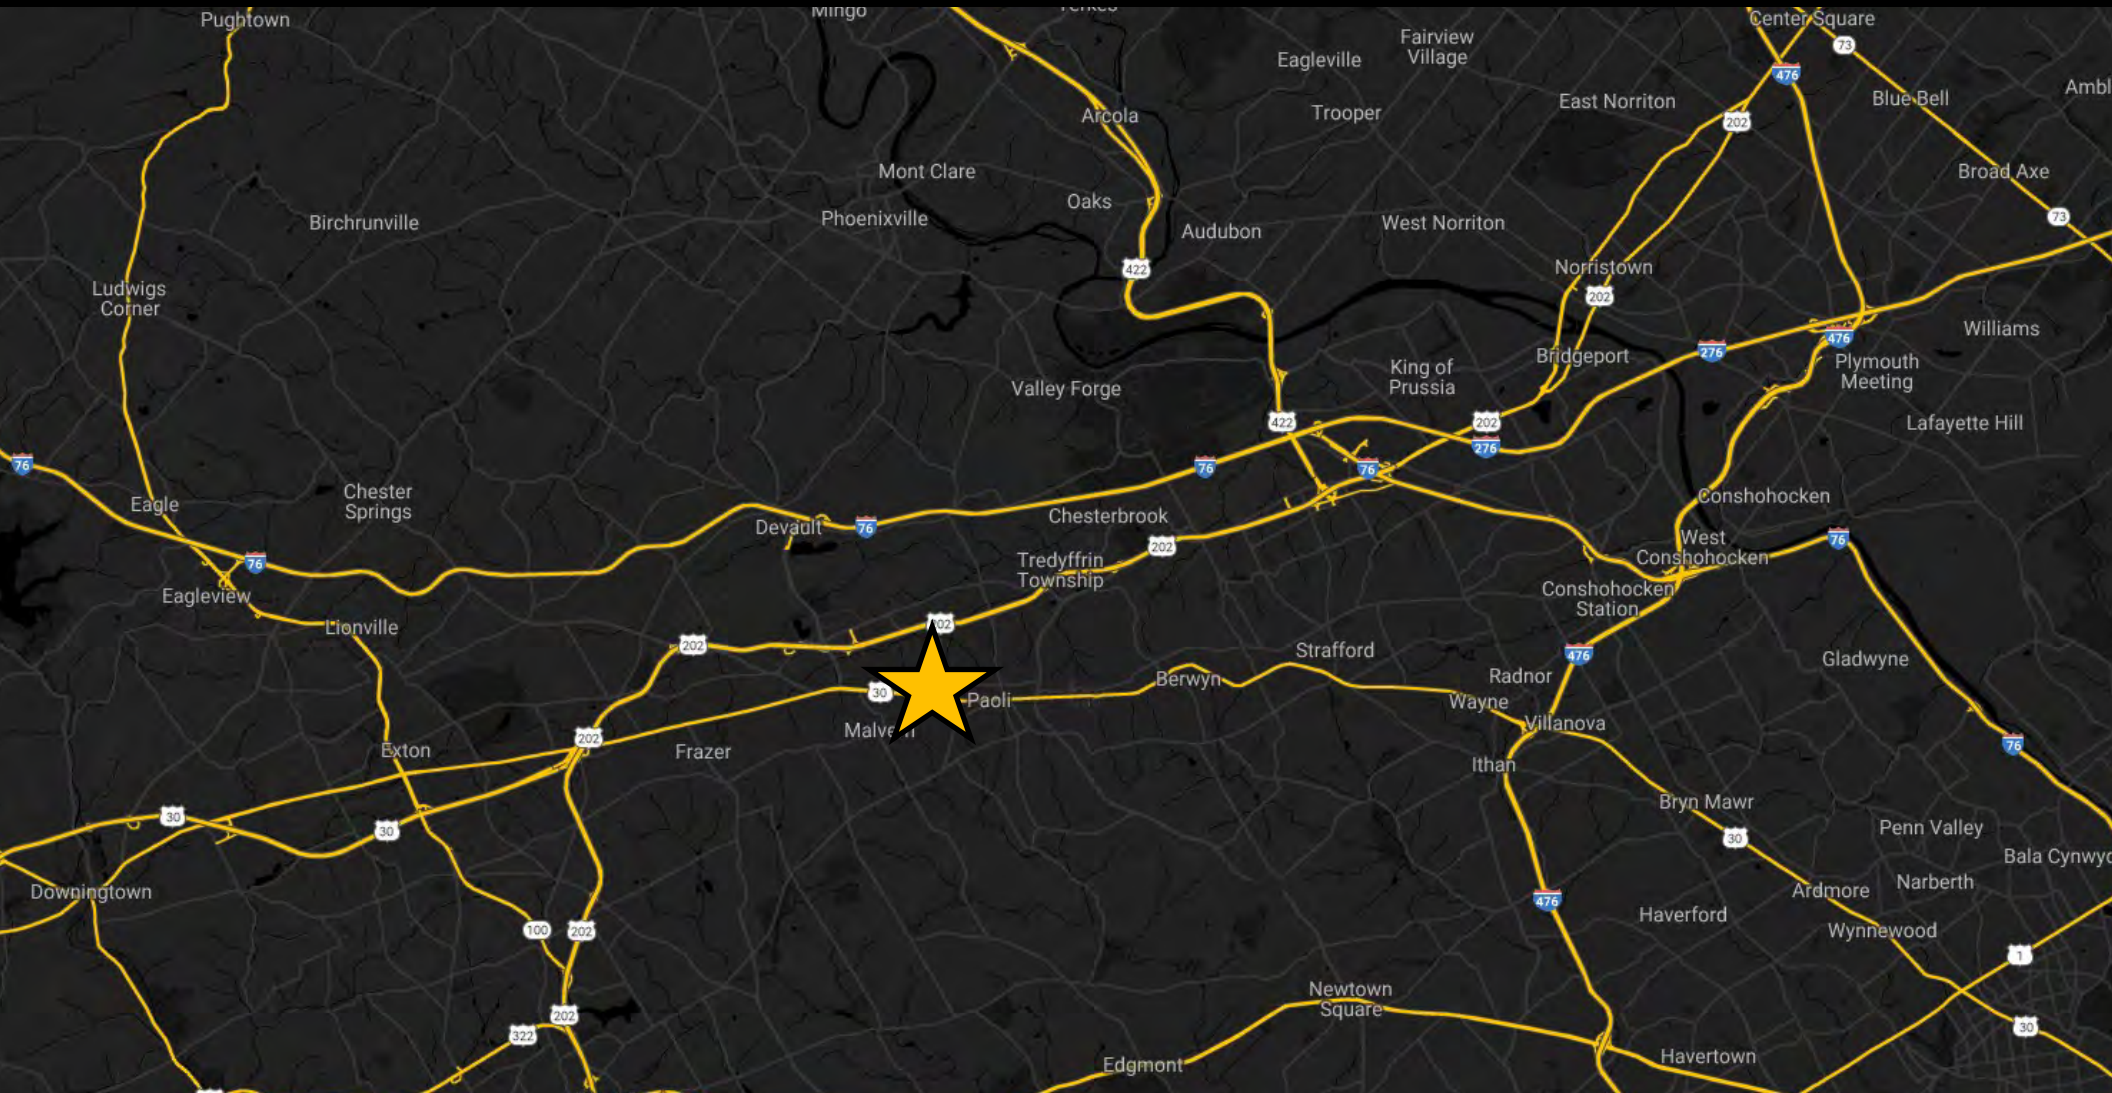 Mingo
Center Square
Pughtown
73
Fairview
Village
Eagleville
476
Ambl
Blue Bell
East Norriton
Trooper
Arcola
202
Mont Clare
Broad Axe
Oaks
Phoenixville
73
Birchrunville
West Norriton
Audubon
422
Norristown
Ludwigs
Corner
202
Williams
476
276
Bridgeport
King of
Prussia
Plymouth
Meeting
Valley Forge
422
202
Lafayette Hill
276
76
76
76
Chester
Springs
Conshohocken
Eagle
Chesterbrook
Devault
76
76
West
Conshohocken
202
76
Tredyffrin
Township
Eagleview
Conshohocken
Station
Lionville
202
202
Strafford
476
Gladwyne
Radnor
Berwyn
30
Paoli
Wayne
Malvern
Villanova
202
76
Exton
Frazer
Ithan
Bryn Mawr
30
30
Penn Valley
30
Bala Cynwyd
Narberth
Downingtown
Ardmore
476
Haverford
100
202
Wynnewood
1
Newtown
Square
202
30
322
Havertown
Edgmont